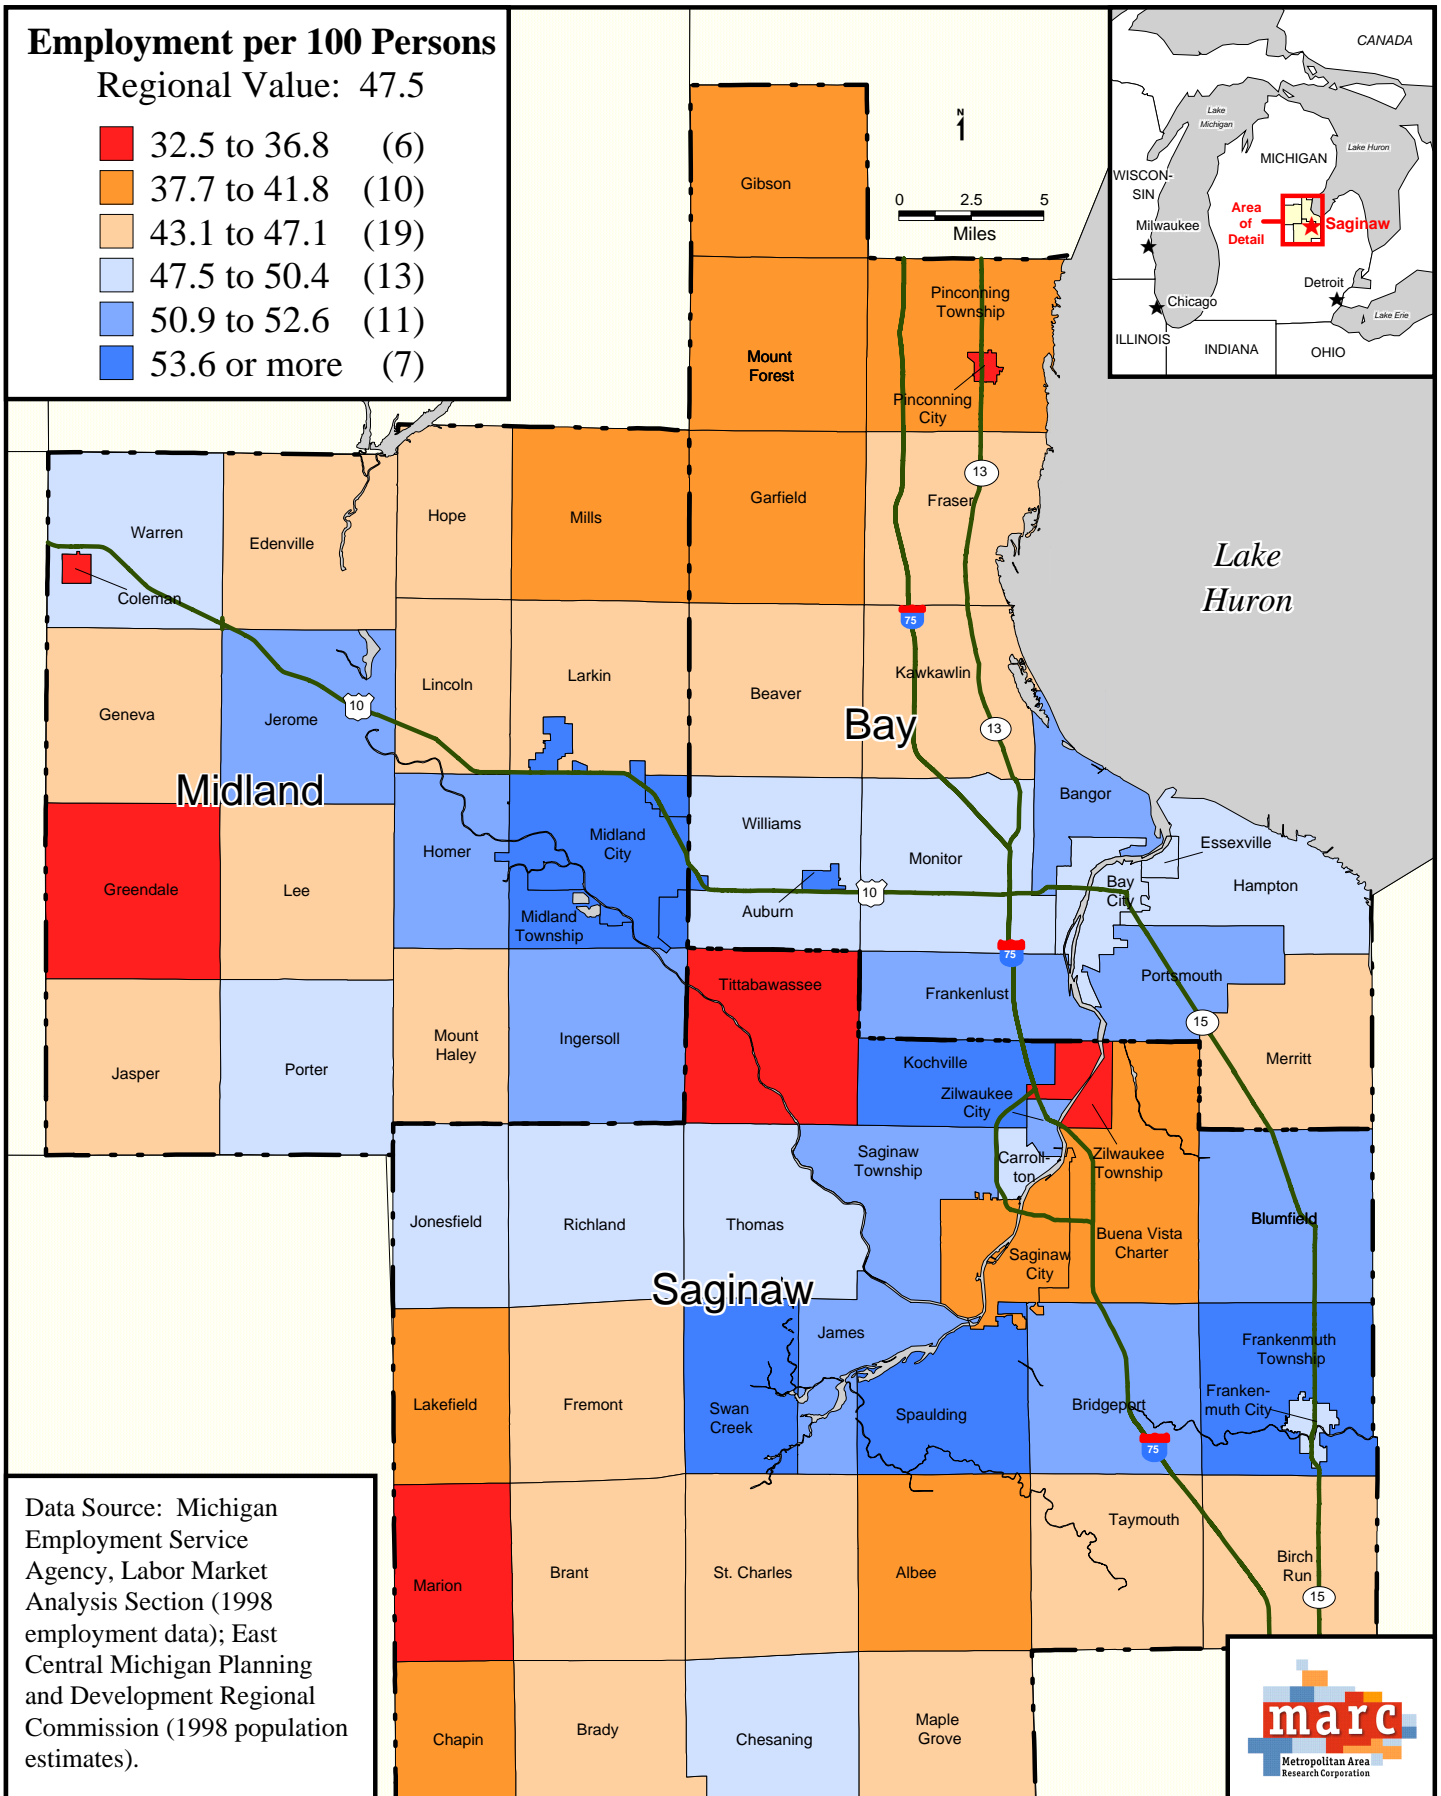 Employment per 100 Persons
Regional Value: 47.5
32.5 to 36.8 (6)
37.7 to 41.8 (10)
43.1 to 47.1 (19)
47.5 to 50.4 (13)
50.9 to 52.6 (11)
53.6 or more (7)
CANADA
Lake
Michigan
Lake Huron
MICHIGAN
WISCON-
SIN
Area
of
Detail
Saginaw
Milwaukee
Detroit
Chicago
Lake Erie
ILLINOIS
INDIANA
OHIO
N
0 2.5 5
Miles
Gibson
Pinconning
Township
Mount
Forest
Pinconning
City
13
Garfield
Fraser
Hope
Mills
Warren
Edenville
Coleman
Lake
Huron
75
Kawkawlin
Lincoln
Larkin
Beaver
Geneva
Jerome
10
13
Bay
Midland
Bangor
Williams
Midland
City
Homer
Monitor
Essexville
Greendale
Lee
Bay
City
Hampton
10
Auburn
Midland
Township
75
Portsmouth
Tittabawassee
Frankenlust
15
Mount
Haley
Ingersoll
Kochville
Merritt
Jasper
Porter
Zilwaukee
City
Saginaw
Township
Carroll-
ton
Zilwaukee
Township
Jonesfield
Richland
Thomas
Blumfield
Buena Vista
Charter
Saginaw
City
Saginaw
James
Frankenmuth
Township
Lakefield
Fremont
Swan
Creek
Spaulding
Bridgeport
Franken-
muth City
75
Taymouth
Birch
Run
15
Marion
Brant
St. Charles
Albee
Chapin
Brady
Chesaning
Maple
Grove
Data Source: Michigan
Employment Service
Agency, Labor Market
Analysis Section (1998
employment data); East
Central Michigan Planning
and Development Regional
Commission (1998 population
estimates).
marc
Metropolitan Area
Research Corporation